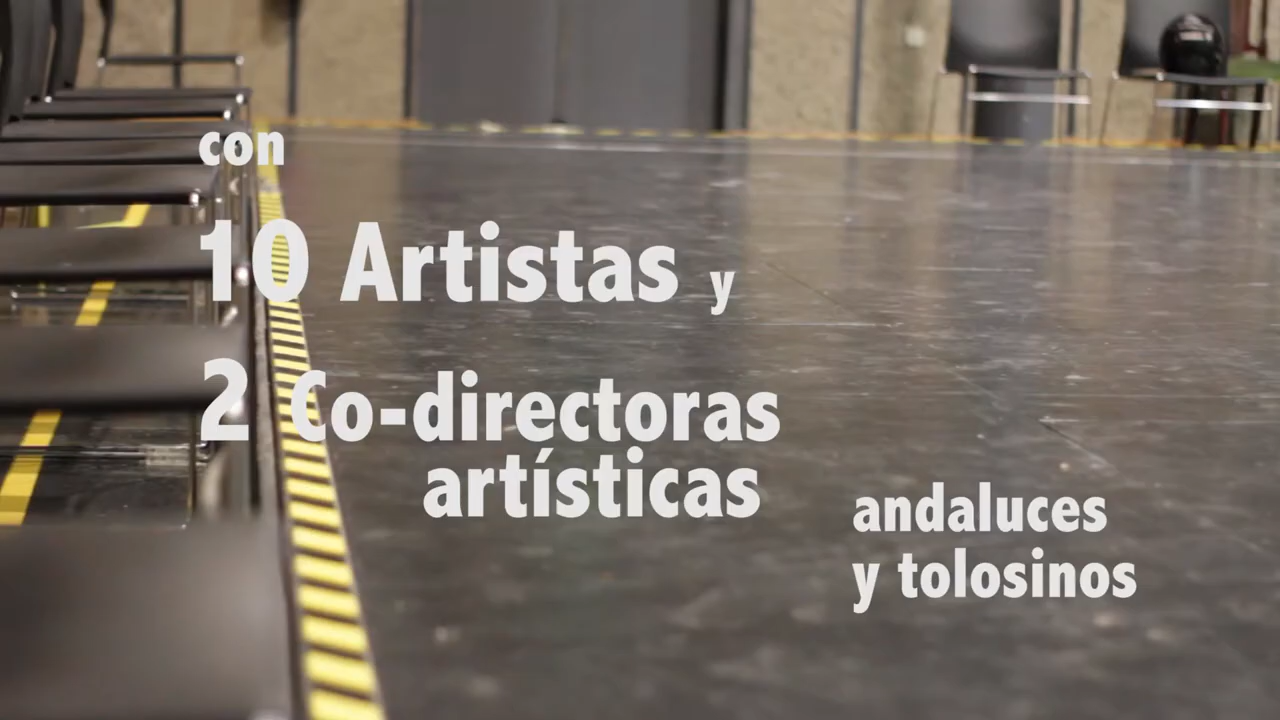 con
10 Artistas y
2 Co-directoras
artísticas
andaluces
y tolosinos